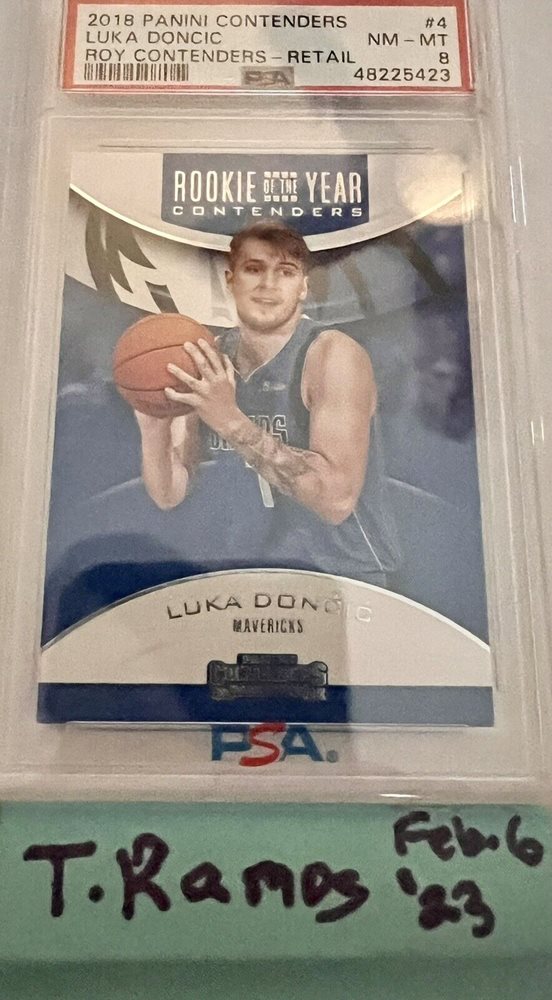 2018 PANINI CONTENDERS #4
LUKA DONCIC NM - MT
ROY CONTENDERS - RETAIL 8
PSA 48225423
ROOKIE OF THE YEAR
CONTENDERS
LUKA DONCIC
MAVERICKS
CONTENDERS
PSA®
T. Ramos Feb. 6
'23